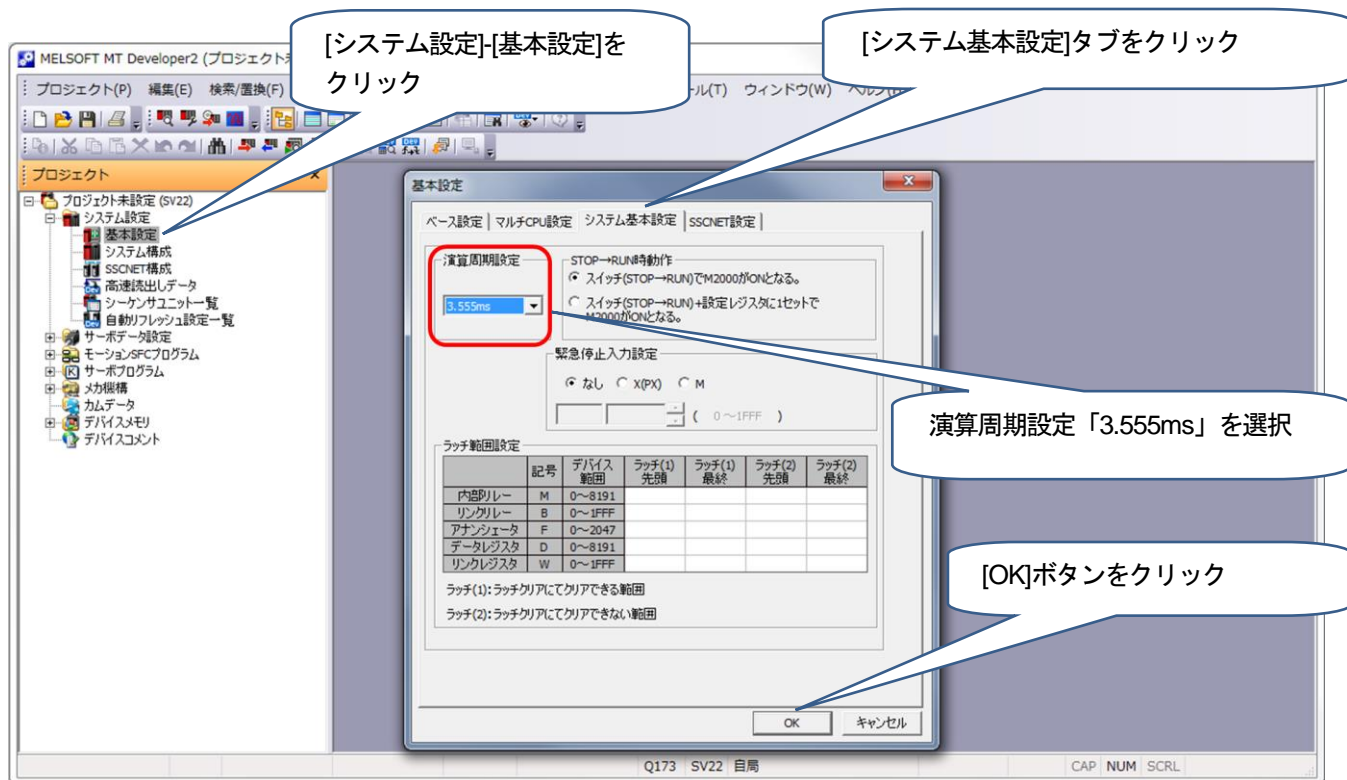 [システム設定]-[基本設定]を
クリック
[システム基本設定]タブをクリック
MELSOFT MT Developer2 (プロジェクト
プロジェクト(P) 編集(E) 検索/置換(F)
ル(T) ウィンドウ(W)
プロジェクト
プロジェクト未設定 (SV22)
システム設定
基本設定
システム構成
SSCNET構成
高速読出しデータ
シーケンサユニット一覧
自動リフレッシュ設定一覧
サーボデータ設定
モーションSFCプログラム
サーボプログラム
メカ機構
カムデータ
デバイスメモリ
デバイスコメント
基本設定
ベース設定 マルチCPU設定 システム基本設定 SSCNET設定
演算周期設定
3.555ms
STOP→RUN時動作
スイッチ(STOP→RUN)でM2000がONとなる。
スイッチ(STOP→RUN)+設定レジスタに1セットで
M2000がONとなる。
緊急停止入力設定
なし X(PX) M
( 0～1FFF )
演算周期設定「3.555ms」を選択
ラッチ範囲設定
記号 デバイス範囲 ラッチ(1)先頭 ラッチ(1)最終 ラッチ(2)先頭 ラッチ(2)最終
内部リレー M 0～8191
リンクリレー B 0～1FFF
アナンシェータ F 0～2047
データレジスタ D 0～8191
リンクレジスタ W 0～1FFF
ラッチ(1):ラッチクリアにてクリアできる範囲
ラッチ(2):ラッチクリアにてクリアできない範囲
[OK]ボタンをクリック
OK キャンセル
Q173 SV22 自局 CAP NUM SCRL